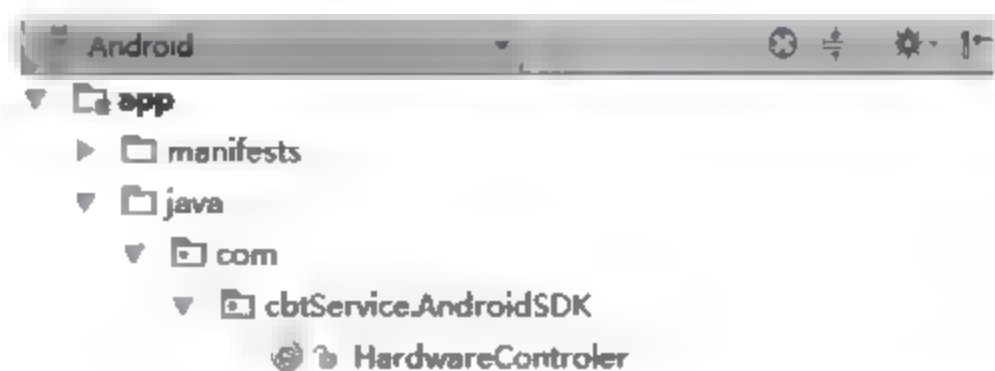 Android
app
manifests
java
com
cbtService.AndroidSDK
HardwareControler